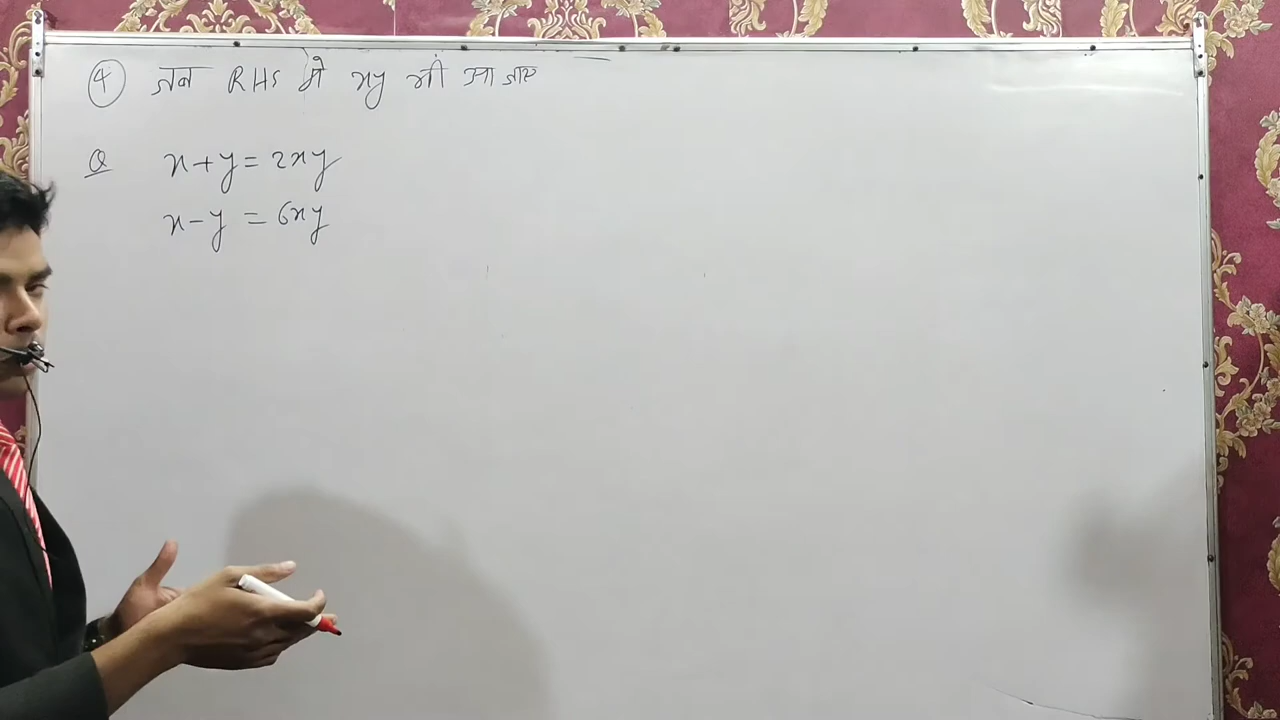 ④ जब RHS में xy भी आ जाए
Q x+y = 2xy
x-y = 6xy